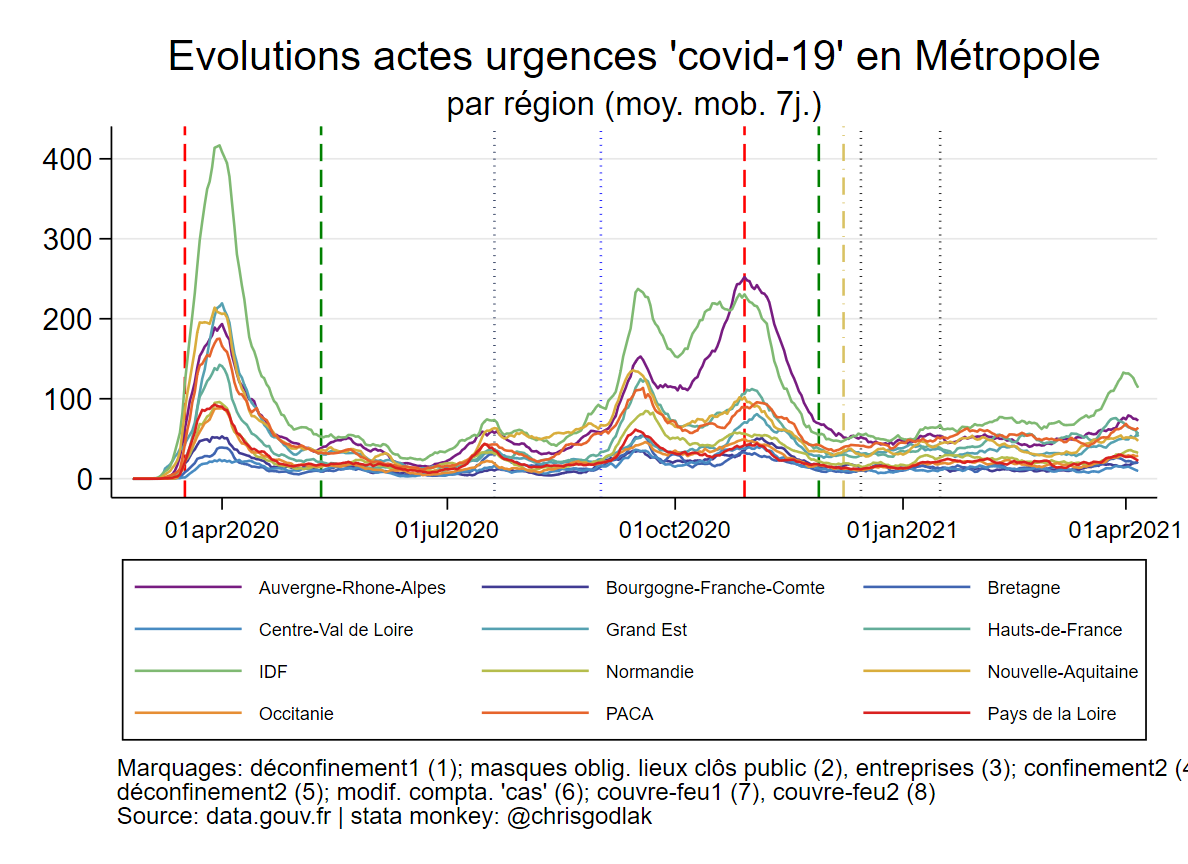 Evolutions actes urgences 'covid-19' en Métropole
par région (moy. mob. 7j.)
400
300
200
100
0
01apr2020 01jul2020 01oct2020 01jan2021 01apr2021
Auvergne-Rhone-Alpes Bourgogne-Franche-Comte Bretagne
Centre-Val de Loire Grand Est Hauts-de-France
IDF Normandie Nouvelle-Aquitaine
Occitanie PACA Pays de la Loire
Marquages: déconfinement1 (1); masques oblig. lieux clôs public (2), entreprises (3); confinement2 (4
déconfinement2 (5); modif. compta. 'cas' (6); couvre-feu1 (7), couvre-feu2 (8)
Source: data.gouv.fr | stata monkey: @chrisgodlak